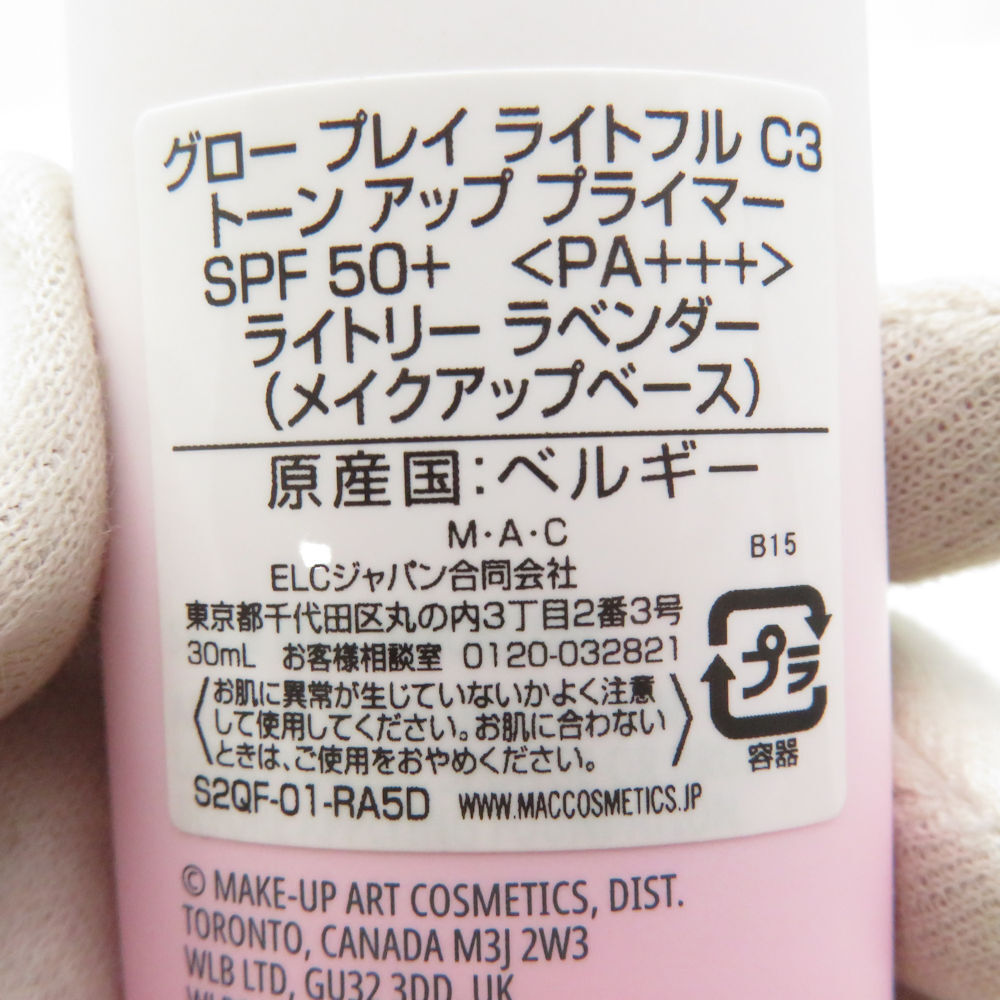 グロー プレイ ライトフル C3
トーン アップ プライマー
SPF 50+ <PA+++>
ライトリー ラベンダー
(メイクアップベース)
原産国:ベルギー
M・A・C
B15
ELCジャパン合同会社
東京都千代田区丸の内3丁目2番3号
30mL お客様相談室 0120-032821
プラ
容器
〈お肌に異常が生じていないかよく注意
して使用してください。お肌に合わない
ときは、ご使用をおやめください。〉
S2QF-01-RA5D WWW.MACCOSMETICS.JP
© MAKE-UP ART COSMETICS, DIST.
TORONTO, CANADA M3J 2W3
WLB LTD, GU32 3DD, UK